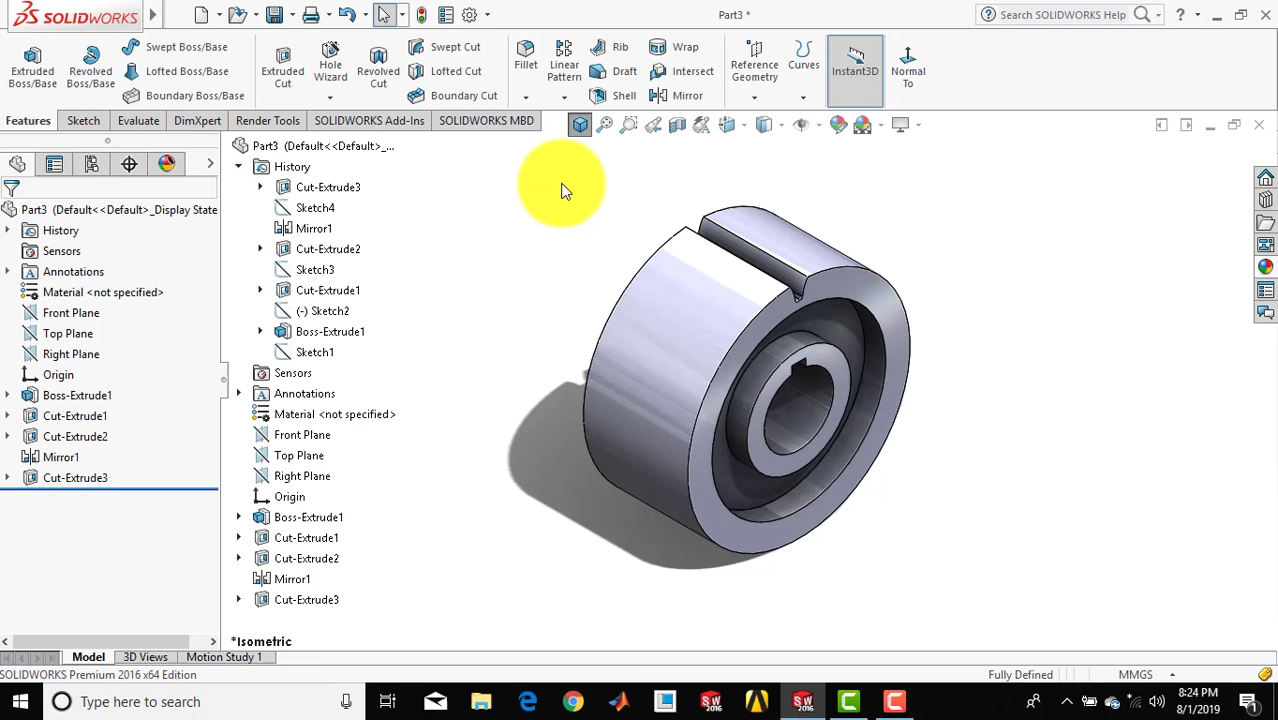 SOLIDWORKS
Part3 *
Search SOLIDWORKS Help
Extruded Boss/Base
Revolved Boss/Base
Swept Boss/Base
Lofted Boss/Base
Boundary Boss/Base
Extruded Cut
Hole Wizard
Revolved Cut
Swept Cut
Lofted Cut
Boundary Cut
Fillet
Linear Pattern
Rib
Draft
Shell
Wrap
Intersect
Mirror
Reference Geometry
Curves
Instant3D
Normal To
Features
Sketch
Evaluate
DimXpert
Render Tools
SOLIDWORKS Add-Ins
SOLIDWORKS MBD
Part3 (Default<<Default>_Display State
History
Sensors
Annotations
Material <not specified>
Front Plane
Top Plane
Right Plane
Origin
Boss-Extrude1
Cut-Extrude1
Cut-Extrude2
Mirror1
Cut-Extrude3
Part3 (Default<<Default>_...
History
Cut-Extrude3
Sketch4
Mirror1
Cut-Extrude2
Sketch3
Cut-Extrude1
(-) Sketch2
Boss-Extrude1
Sketch1
Sensors
Annotations
Material <not specified>
Front Plane
Top Plane
Right Plane
Origin
Boss-Extrude1
Cut-Extrude1
Cut-Extrude2
Mirror1
Cut-Extrude3
*Isometric
Model
3D Views
Motion Study 1
SOLIDWORKS Premium 2016 x64 Edition
Fully Defined
MMGS
Type here to search
SW
2016
SW
2016
8:24 PM
8/1/2019